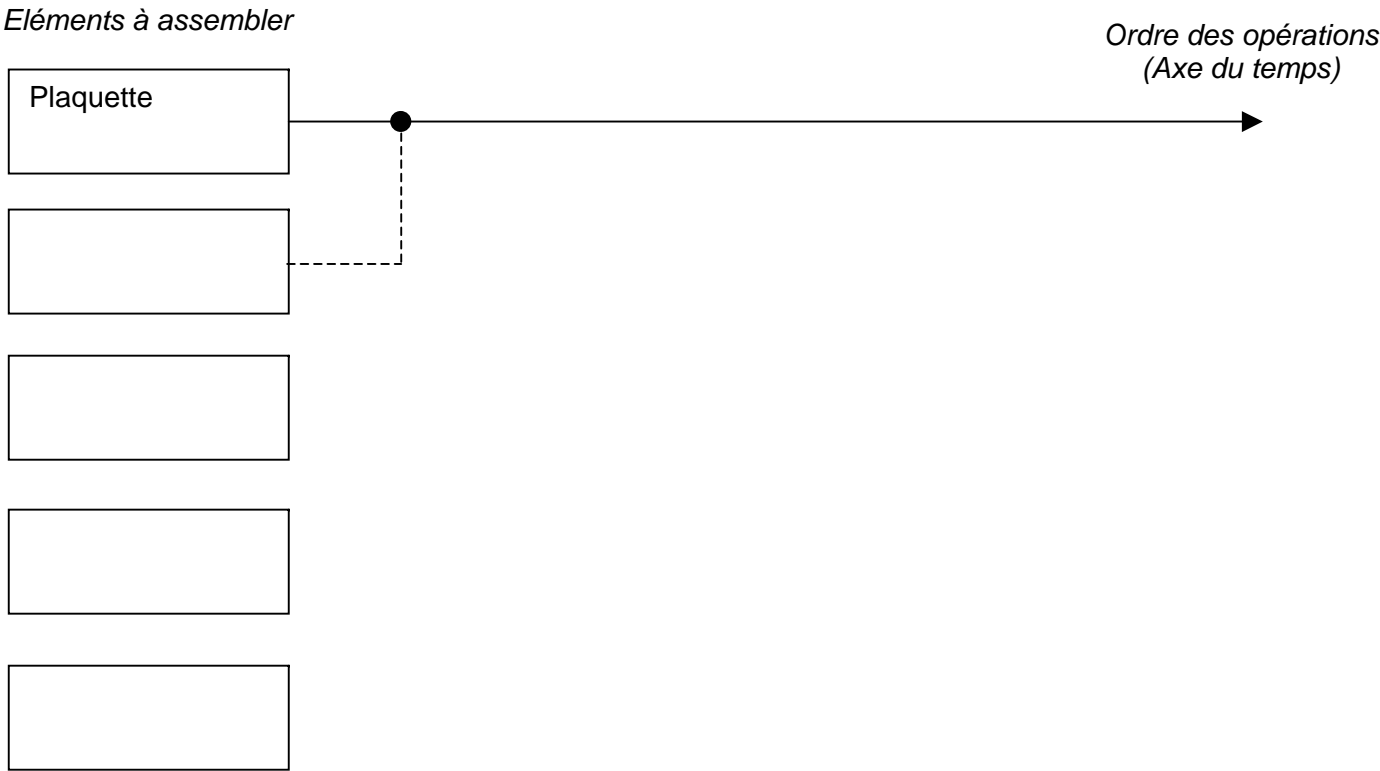 Eléments à assembler
Ordre des opérations
(Axe du temps)
Plaquette